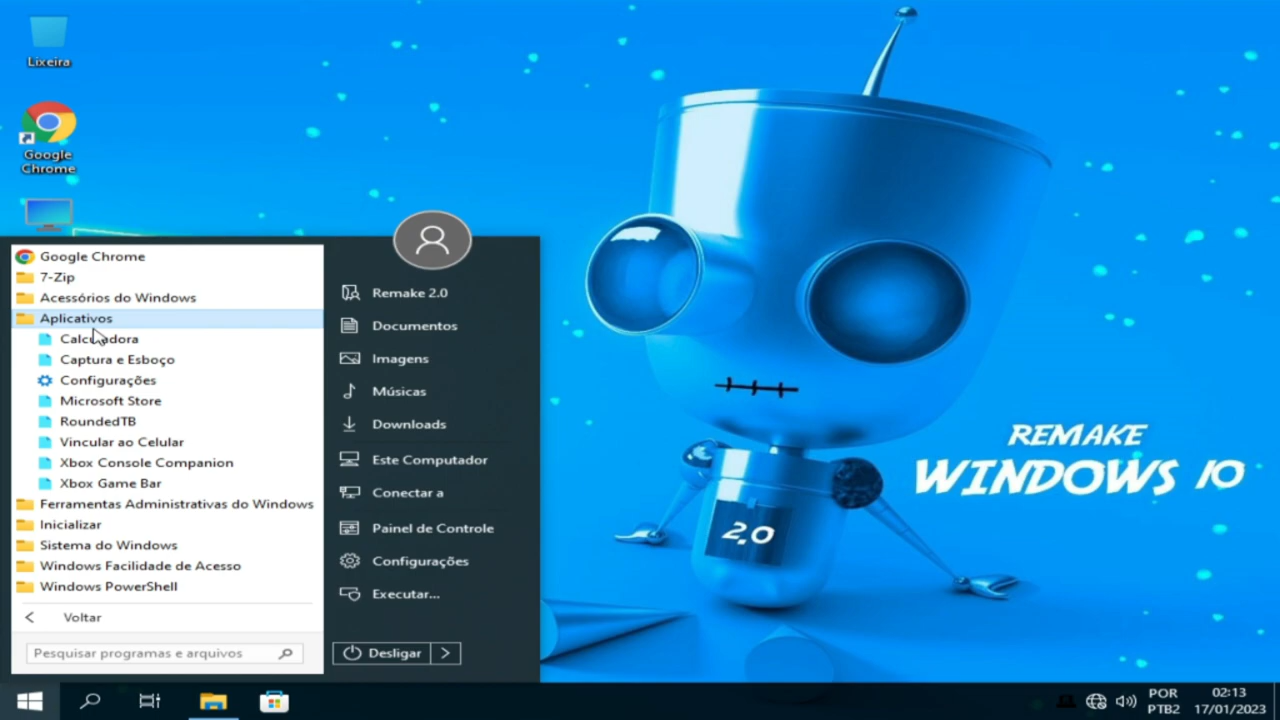 Lixeira
Google
Chrome
Google Chrome
7-Zip
Acessórios do Windows
Aplicativos
Calculadora
Captura e Esboço
Configurações
Microsoft Store
RoundedTB
Vincular ao Celular
Xbox Console Companion
Xbox Game Bar
Ferramentas Administrativas do Windows
Inicializar
Sistema do Windows
Windows Facilidade de Acesso
Windows PowerShell
Voltar
Pesquisar programas e arquivos
Remake 2.0
Documentos
Imagens
Músicas
Downloads
Este Computador
Conectar a
Painel de Controle
Configurações
Executar...
Desligar
REMAKE
WINDOWS 10
2,0
POR
PTB2
02:13
17/01/2023